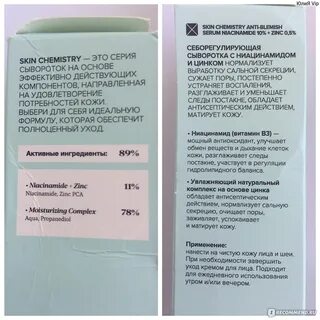 Юлий Vip
SKIN CHEMISTRY — ЭТО СЕРИЯ
СЫВОРОТОК НА ОСНОВЕ
ЭФФЕКТИВНО ДЕЙСТВУЮЩИХ
КОМПОНЕНТОВ, НАПРАВЛЕННАЯ
НА УДОВЛЕТВОРЕНИЕ
ПОТРЕБНОСТЕЙ КОЖИ.
ВЫБЕРИ ДЛЯ СЕБЯ ИДЕАЛЬНУЮ
ФОРМУЛУ, КОТОРАЯ ОБЕСПЕЧИТ
ПОЛНОЦЕННЫЙ УХОД.
Активные ингредиенты: 89%
• Niacinamide + Zinc 11%
Niacinamide, Zinc PCA
• Moisturizing Complex 78%
Aqua, Propanediol
SKIN CHEMISTRY ANTI-BLEMISH
SERUM NIACINAMIDE 10% + ZINC 0,5%
СЕБОРЕГУЛИРУЮЩАЯ
СЫВОРОТКА С НИАЦИНАМИДОМ
И ЦИНКОМ НОРМАЛИЗУЕТ
ВЫРАБОТКУ САЛЬНОЙ СЕКРЕЦИИ,
СУЖАЕТ ПОРЫ, ПОСТЕПЕННО
УСТРАНЯЕТ ВОСПАЛЕНИЯ,
РАЗГЛАЖИВАЕТ И УМЕНЬШАЕТ
СЛЕДЫ ПОСТАКНЕ, ОБЛАДАЕТ
АНТИСЕПТИЧЕСКИМ ДЕЙСТВИЕМ,
МАТИРУЕТ КОЖУ.
• Ниацинамид (витамин B3) —
мощный антиоксидант, улучшает
обмен веществ и дыхание клеток
кожи, разглаживает следы
постакне, участвует в регуляции
гидролипидного баланса.
• Увлажняющий натуральный
комплекс на основе цинка
обладает антисептическим
действием, нормализует сальную
секрецию, очищает поры,
заживляет, успокаивает
и матирует кожу.
Применение:
нанести на чистую кожу лица и шеи.
При необходимости завершить
уход кремом для лица. Подходит
для ежедневного использования
утром и/или вечером.
IRECOMMEND.RU